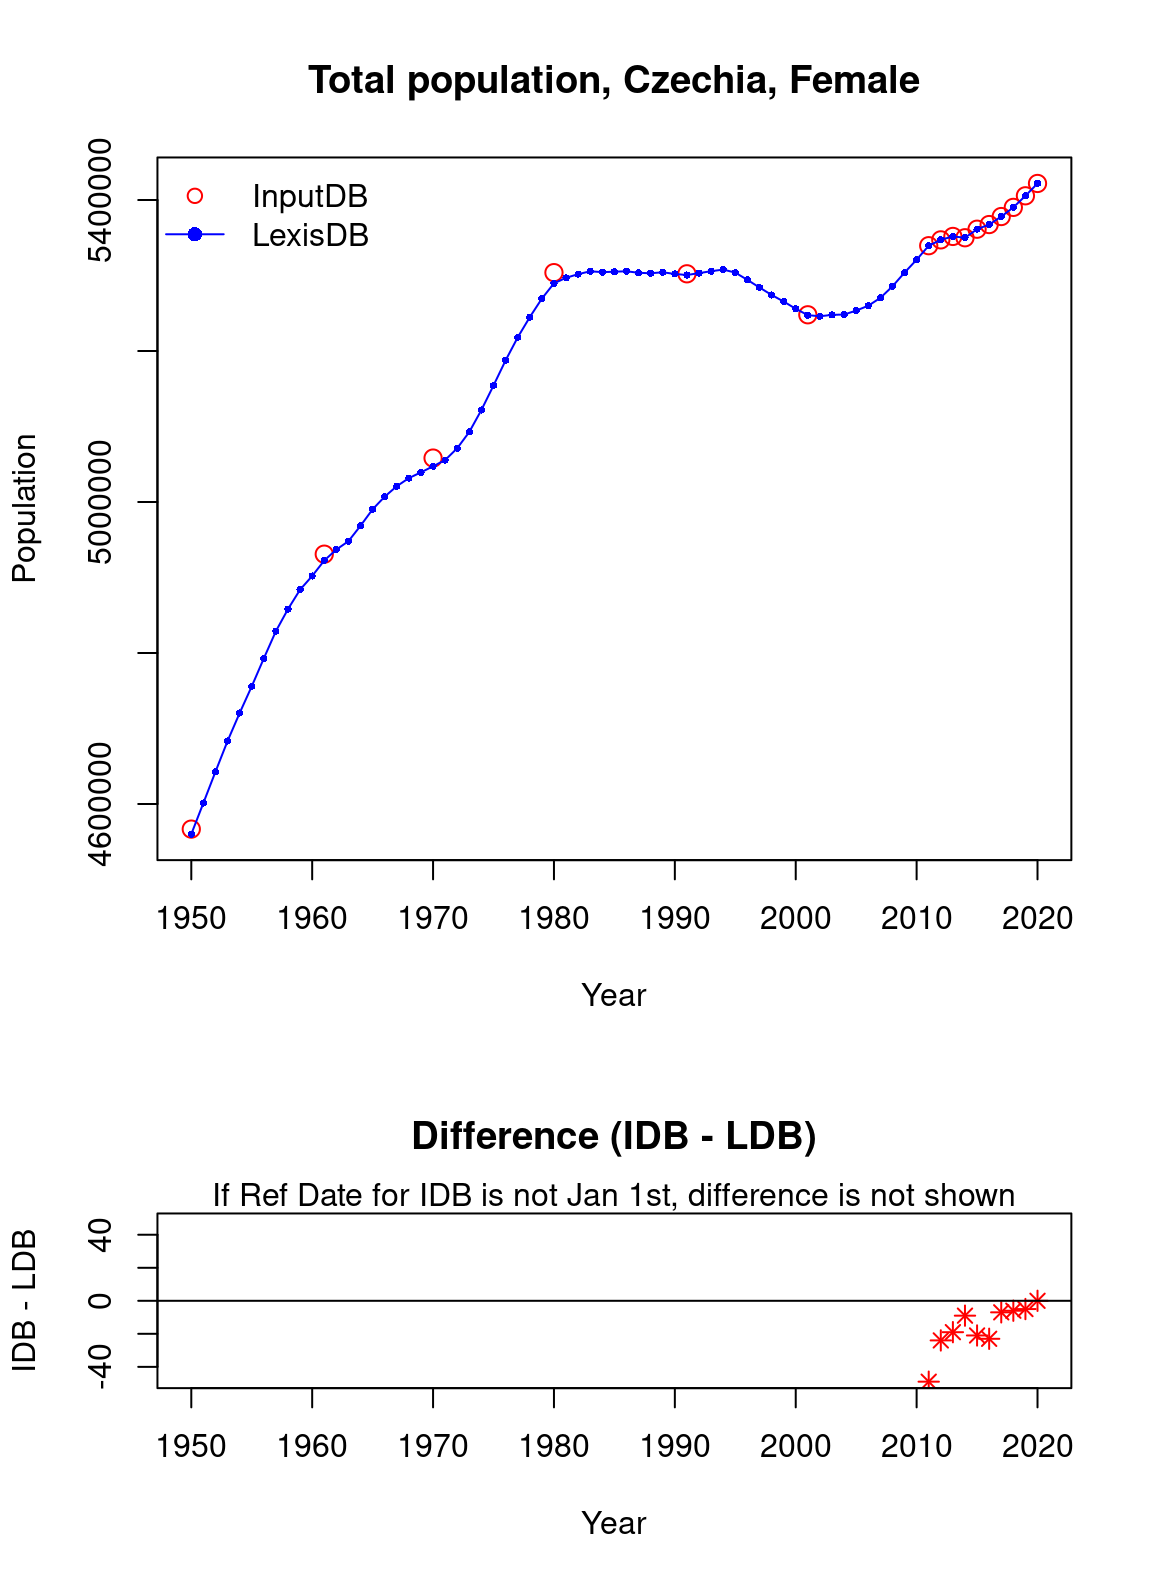 Total population, Czechia, Female
InputDB
LexisDB
Population
5400000
5000000
4600000
1950 1960 1970 1980 1990 2000 2010 2020
Year
Difference (IDB - LDB)
If Ref Date for IDB is not Jan 1st, difference is not shown
IDB - LDB
40
0
-40
1950 1960 1970 1980 1990 2000 2010 2020
Year